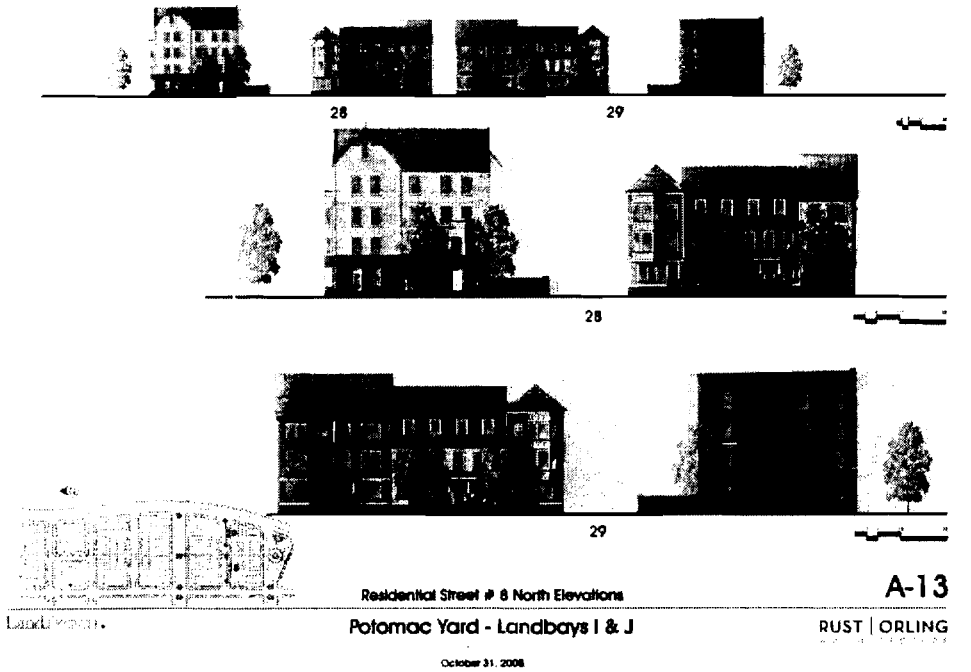 28
29
28
29
Residential Street # 8 North Elevations
A-13
Potomac Yard - Landbays I & J
RUST | ORLING
October 31, 2008